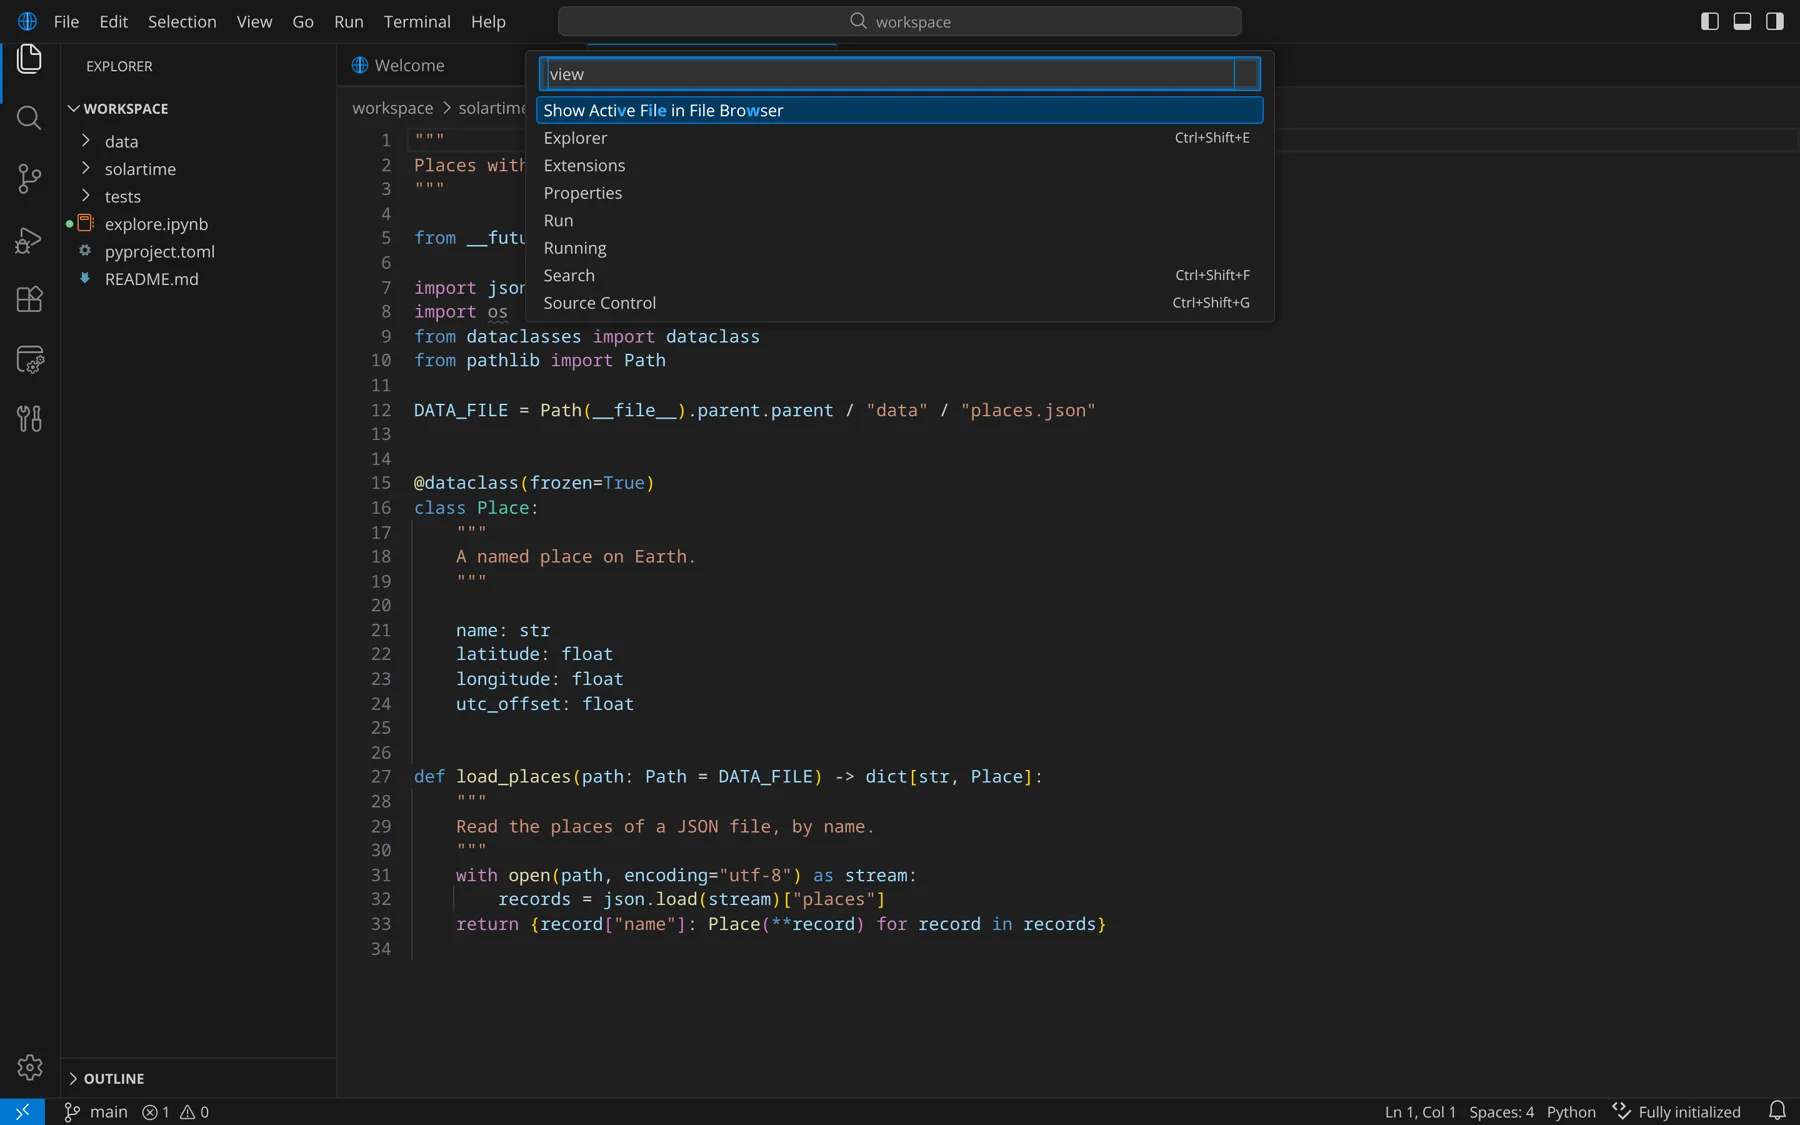 File Edit Selection View Go Run Terminal Help
workspace
EXPLORER
WORKSPACE
data
solartime
tests
explore.ipynb
pyproject.toml
README.md
OUTLINE
Welcome
workspace > solartime
view
Show Active File in File Browser
Explorer Ctrl+Shift+E
Extensions
Properties
Run
Running
Search Ctrl+Shift+F
Source Control Ctrl+Shift+G
1 """
2 Places with
3 """
4
5 from __futu
6
7 import json
8 import os
9 from dataclasses import dataclass
10 from pathlib import Path
11
12 DATA_FILE = Path(__file__).parent.parent / "data" / "places.json"
13
14
15 @dataclass(frozen=True)
16 class Place:
17 """
18 A named place on Earth.
19 """
20
21 name: str
22 latitude: float
23 longitude: float
24 utc_offset: float
25
26
27 def load_places(path: Path = DATA_FILE) -> dict[str, Place]:
28 """
29 Read the places of a JSON file, by name.
30 """
31 with open(path, encoding="utf-8") as stream:
32 records = json.load(stream)["places"]
33 return {record["name"]: Place(**record) for record in records}
34
main 1 0
Ln 1, Col 1 Spaces: 4 Python Fully initialized